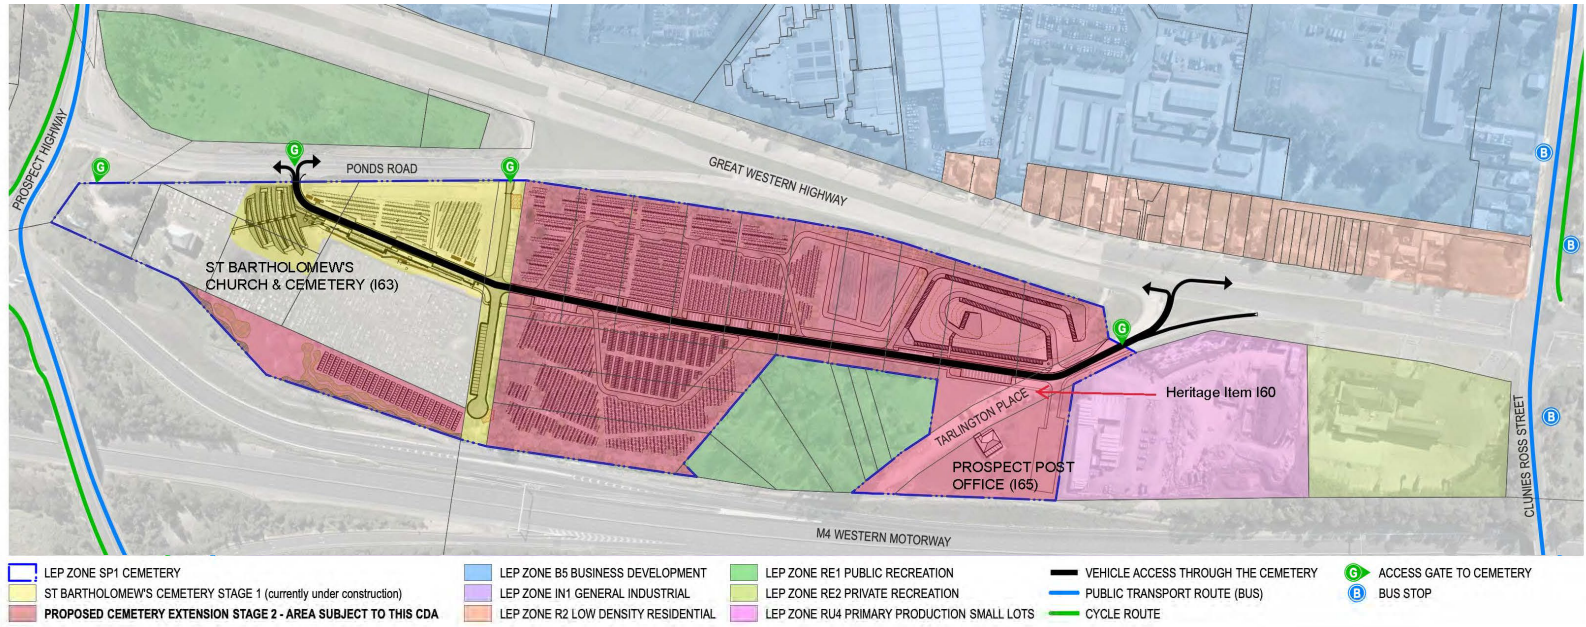 PROSPECT HIGHWAY
G
G
G
PONDS ROAD
GREAT WESTERN HIGHWAY
B
B
ST BARTHOLOMEW'S
CHURCH & CEMETERY (I63)
G
Heritage Item I60
TARLINGTON PLACE
PROSPECT POST
OFFICE (I65)
B
CLUNIES ROSS STREET
M4 WESTERN MOTORWAY
LEP ZONE SP1 CEMETERY
ST BARTHOLOMEW'S CEMETERY STAGE 1 (currently under construction)
PROPOSED CEMETERY EXTENSION STAGE 2 - AREA SUBJECT TO THIS CDA
LEP ZONE B5 BUSINESS DEVELOPMENT
LEP ZONE IN1 GENERAL INDUSTRIAL
LEP ZONE R2 LOW DENSITY RESIDENTIAL
LEP ZONE RE1 PUBLIC RECREATION
LEP ZONE RE2 PRIVATE RECREATION
LEP ZONE RU4 PRIMARY PRODUCTION SMALL LOTS
VEHICLE ACCESS THROUGH THE CEMETERY
PUBLIC TRANSPORT ROUTE (BUS)
CYCLE ROUTE
G ACCESS GATE TO CEMETERY
B BUS STOP